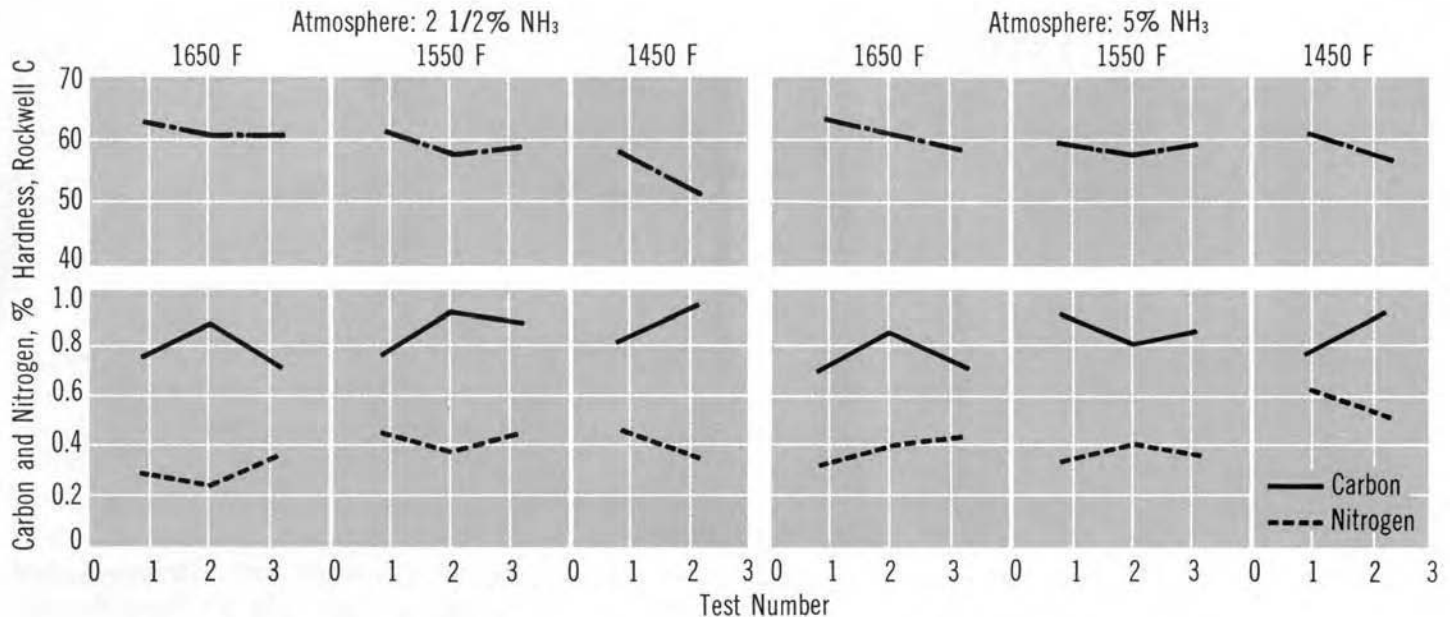 Atmosphere: 2 1/2% NH₃
Atmosphere: 5% NH₃
1650 F 1550 F 1450 F
1650 F 1550 F 1450 F
Hardness, Rockwell C
70
60
50
40
Carbon and Nitrogen, %
1.0
0.8
0.6
0.4
0.2
0
Carbon
Nitrogen
0 1 2 3 0 1 2 3 0 1 2 3
0 1 2 3 0 1 2 3 0 1 2 3
Test Number